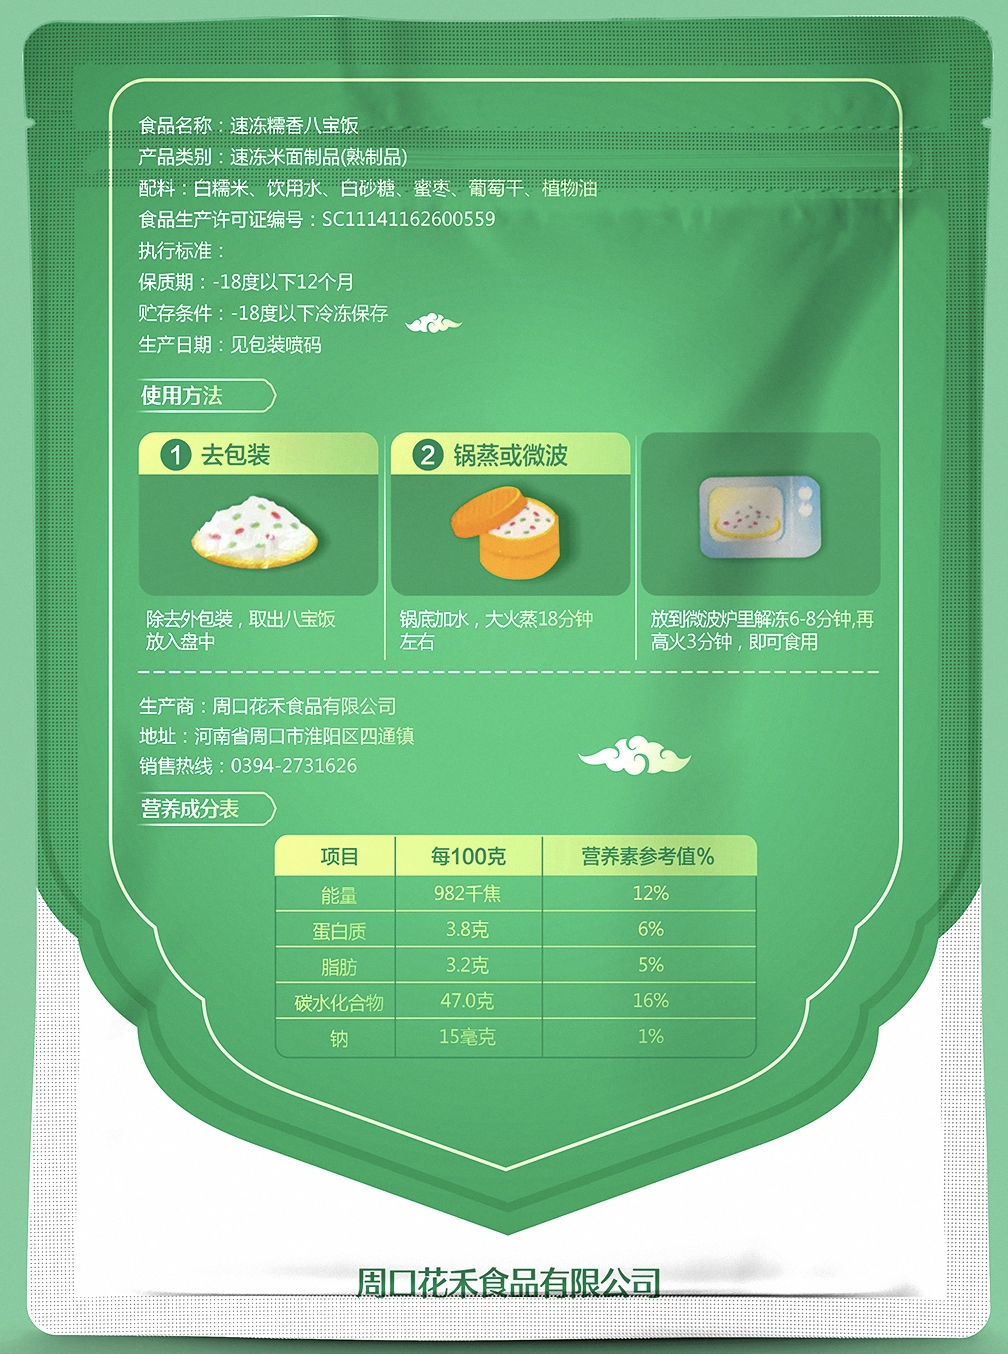 食品名称：速冻糯香八宝饭
产品类别：速冻米面制品(熟制品)
配料：白糯米、饮用水、白砂糖、蜜枣、葡萄干、植物油
食品生产许可证编号：SC11141162600559
执行标准：
保质期：-18度以下12个月
贮存条件：-18度以下冷冻保存
生产日期：见包装喷码
使用方法
1 去包装
除去外包装，取出八宝饭
放入盘中
2 锅蒸或微波
锅底加水，大火蒸18分钟
左右
放到微波炉里解冻6-8分钟,再
高火3分钟，即可食用
生产商：周口花禾食品有限公司
地址：河南省周口市淮阳区四通镇
销售热线：0394-2731626
营养成分表
项目 每100克 营养素参考值%
能量 982千焦 12%
蛋白质 3.8克 6%
脂肪 3.2克 5%
碳水化合物 47.0克 16%
钠 15毫克 1%
周口花禾食品有限公司